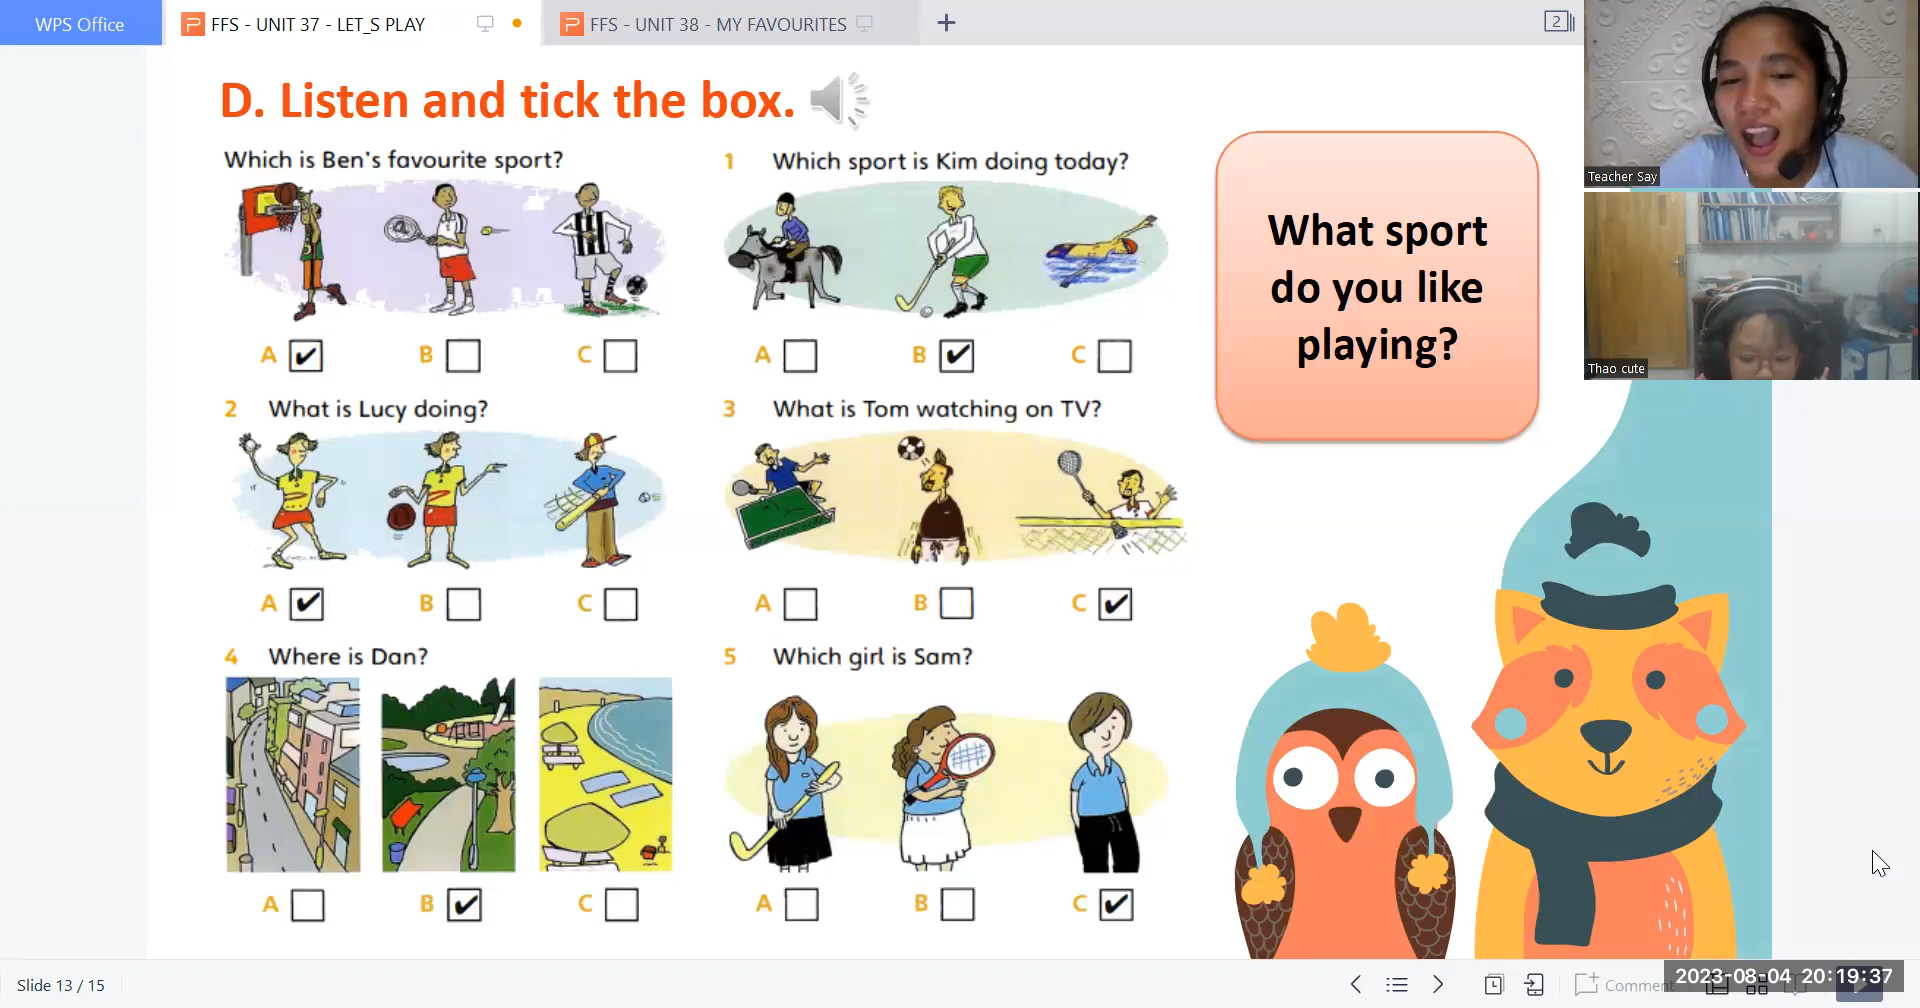 WPS Office
FFS - UNIT 37 - LET_S PLAY
FFS - UNIT 38 - MY FAVOURITES
2
D. Listen and tick the box.
Which is Ben's favourite sport?
A
B
C
1 Which sport is Kim doing today?
A
B
C
2 What is Lucy doing?
A
B
C
3 What is Tom watching on TV?
A
B
C
4 Where is Dan?
A
B
C
5 Which girl is Sam?
A
B
C
What sport
do you like
playing?
Teacher Say
Thao cute
Slide 13 / 15
Comment
2023-08-04 20:19:37